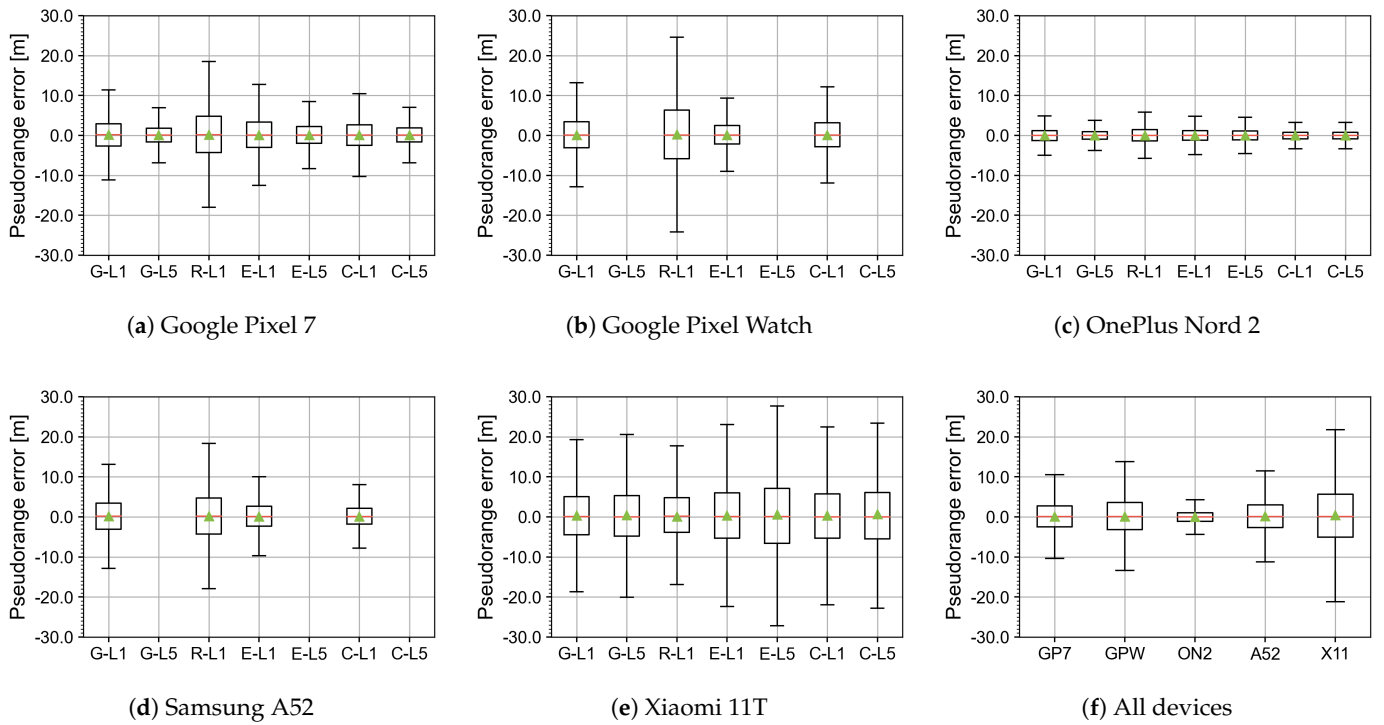 Pseudorange error [m]
30.0
20.0
10.0
0.0
-10.0
-20.0
-30.0
G-L1 G-L5 R-L1 E-L1 E-L5 C-L1 C-L5
(a) Google Pixel 7
Pseudorange error [m]
30.0
20.0
10.0
0.0
-10.0
-20.0
-30.0
G-L1 G-L5 R-L1 E-L1 E-L5 C-L1 C-L5
(b) Google Pixel Watch
Pseudorange error [m]
30.0
20.0
10.0
0.0
-10.0
-20.0
-30.0
G-L1 G-L5 R-L1 E-L1 E-L5 C-L1 C-L5
(c) OnePlus Nord 2
Pseudorange error [m]
30.0
20.0
10.0
0.0
-10.0
-20.0
-30.0
G-L1 G-L5 R-L1 E-L1 E-L5 C-L1 C-L5
(d) Samsung A52
Pseudorange error [m]
30.0
20.0
10.0
0.0
-10.0
-20.0
-30.0
G-L1 G-L5 R-L1 E-L1 E-L5 C-L1 C-L5
(e) Xiaomi 11T
Pseudorange error [m]
30.0
20.0
10.0
0.0
-10.0
-20.0
-30.0
GP7 GPW ON2 A52 X11
(f) All devices